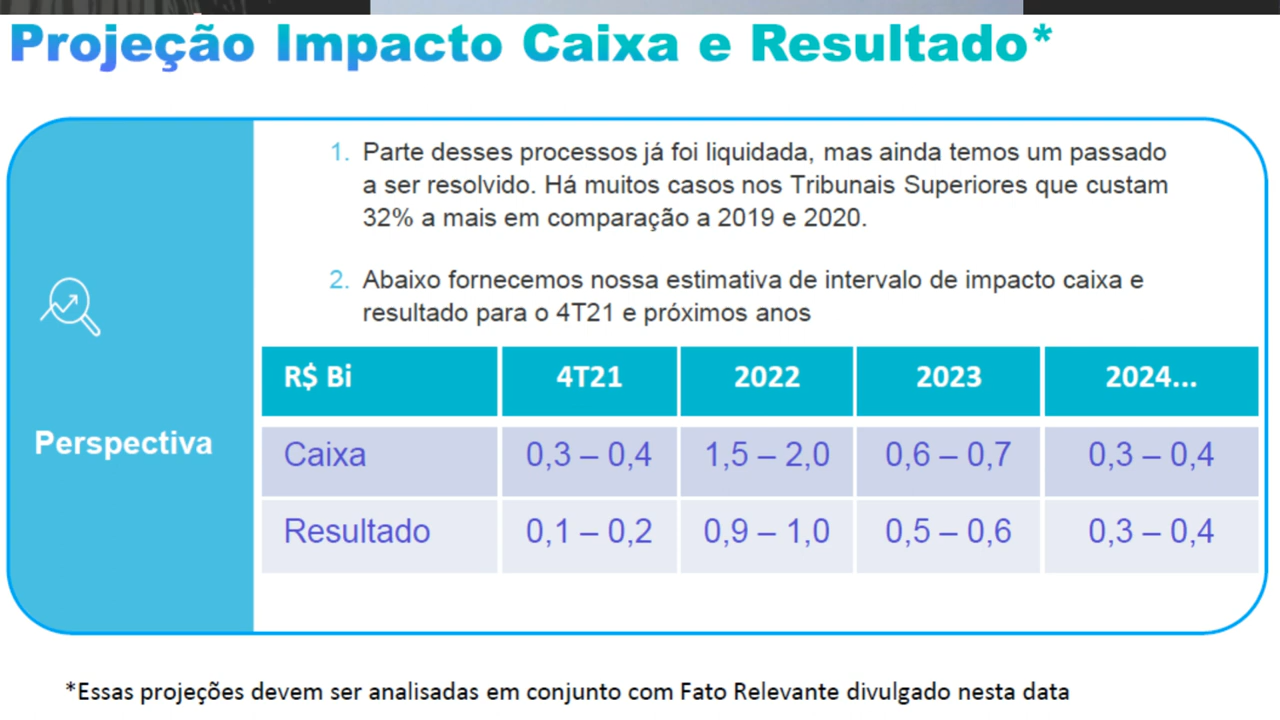 Projeção Impacto Caixa e Resultado*
1. Parte desses processos já foi liquidada, mas ainda temos um passado
a ser resolvido. Há muitos casos nos Tribunais Superiores que custam
32% a mais em comparação a 2019 e 2020.
2. Abaixo fornecemos nossa estimativa de intervalo de impacto caixa e
resultado para o 4T21 e próximos anos
Perspectiva
R$ Bi 4T21 2022 2023 2024...
Caixa 0,3 – 0,4 1,5 – 2,0 0,6 – 0,7 0,3 – 0,4
Resultado 0,1 – 0,2 0,9 – 1,0 0,5 – 0,6 0,3 – 0,4
*Essas projeções devem ser analisadas em conjunto com Fato Relevante divulgado nesta data